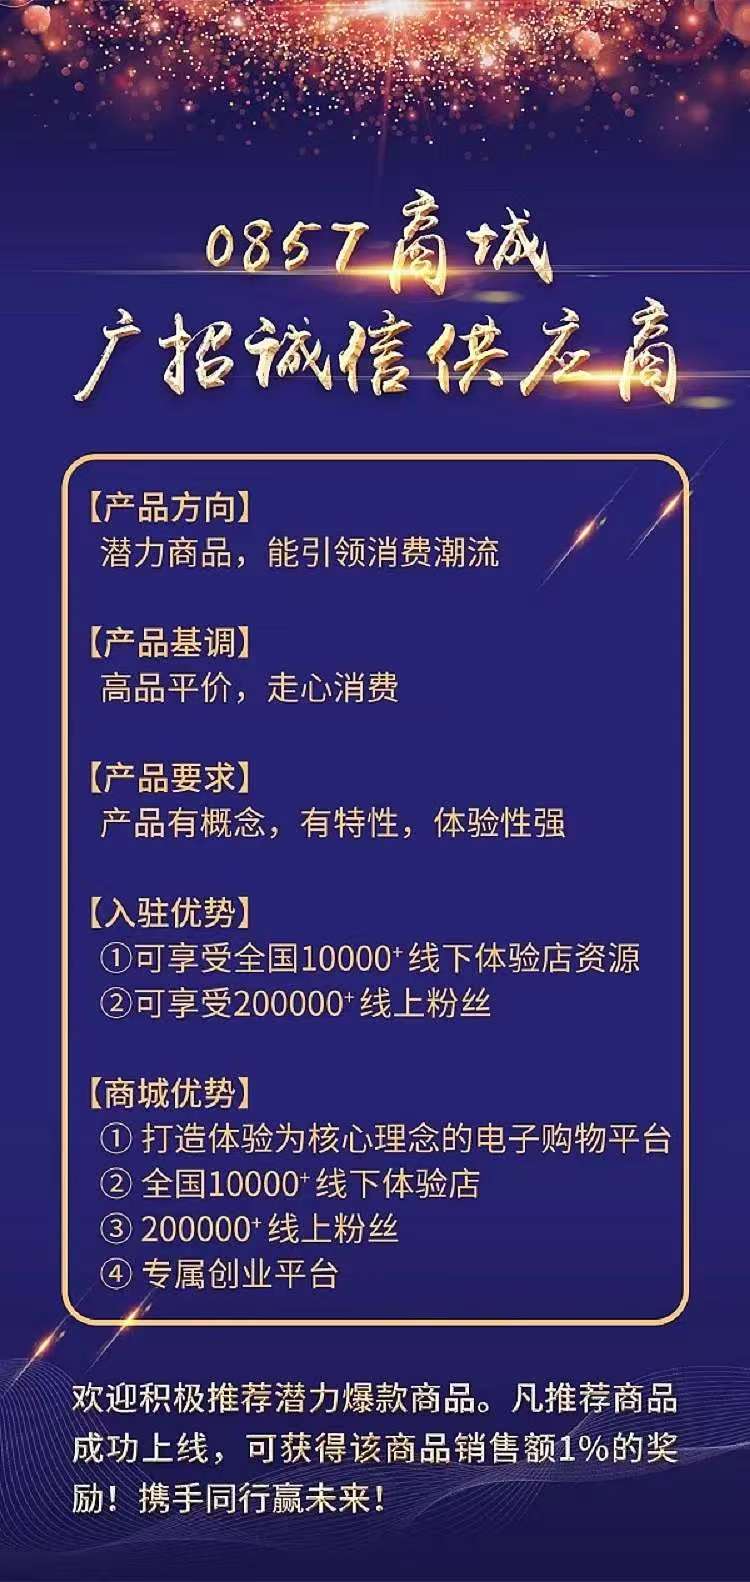 0857商城
广招诚信供应商
【产品方向】
潜力商品，能引领消费潮流
【产品基调】
高品平价，走心消费
【产品要求】
产品有概念，有特性，体验性强
【入驻优势】
①可享受全国10000⁺线下体验店资源
②可享受200000⁺线上粉丝
【商城优势】
① 打造体验为核心理念的电子购物平台
② 全国10000⁺线下体验店
③ 200000⁺线上粉丝
④ 专属创业平台
欢迎积极推荐潜力爆款商品。凡推荐商品
成功上线，可获得该商品销售额1%的奖
励！携手同行赢未来！